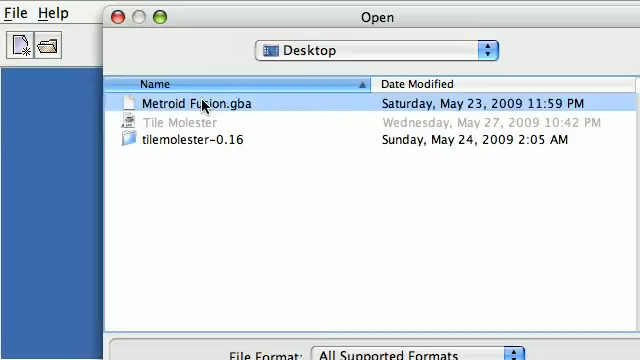 File Help
Open
Desktop
Name Date Modified
Metroid Fusion.gba Saturday, May 23, 2009 11:59 PM
Tile Molester Wednesday, May 27, 2009 10:42 PM
tilemolester-0.16 Sunday, May 24, 2009 2:05 AM
File Format: All Supported Formats